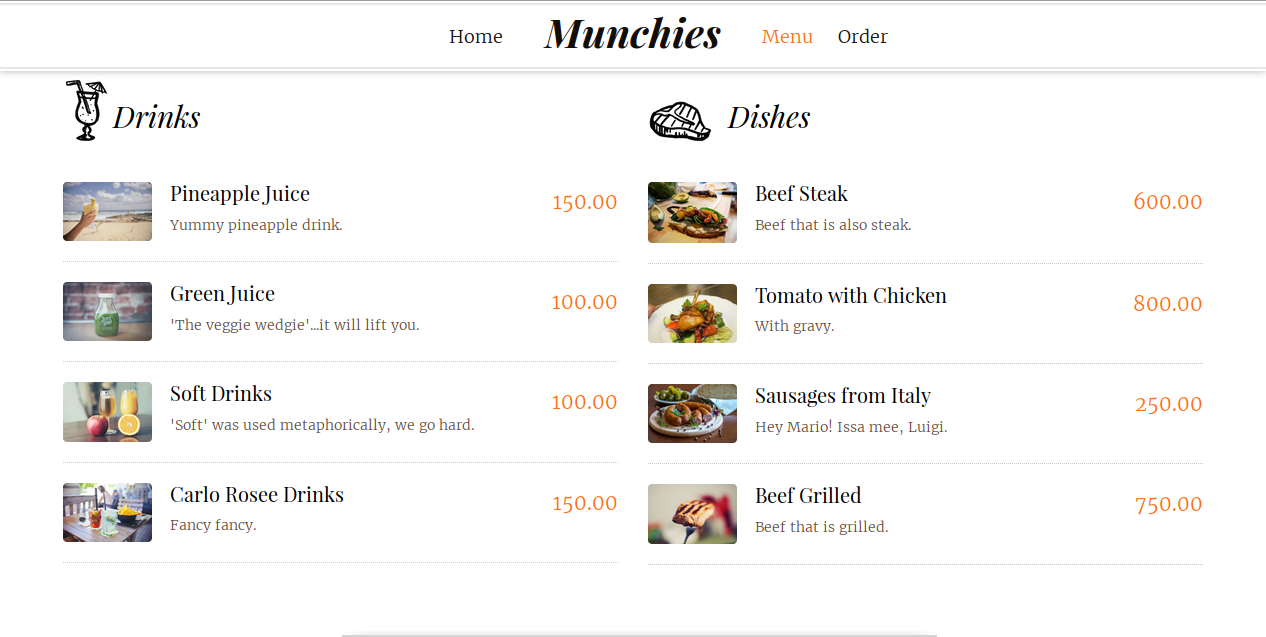 Home Munchies Menu Order
Drinks
Pineapple Juice 150.00
Yummy pineapple drink.
Green Juice 100.00
'The veggie wedgie'...it will lift you.
Soft Drinks 100.00
'Soft' was used metaphorically, we go hard.
Carlo Rosee Drinks 150.00
Fancy fancy.
Dishes
Beef Steak 600.00
Beef that is also steak.
Tomato with Chicken 800.00
With gravy.
Sausages from Italy 250.00
Hey Mario! Issa mee, Luigi.
Beef Grilled 750.00
Beef that is grilled.